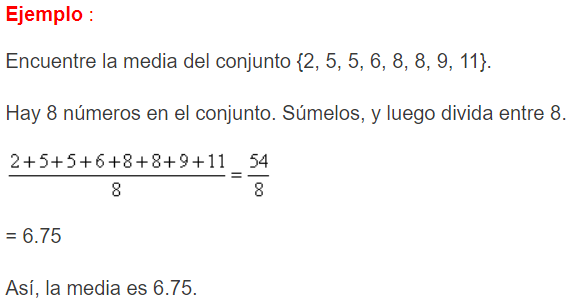 Ejemplo :
Encuentre la media del conjunto {2, 5, 5, 6, 8, 8, 9, 11}.
Hay 8 números en el conjunto. Súmelos, y luego divida entre 8.
2+5+5+6+8+8+9+11
8
=
54
8
= 6.75
Así, la media es 6.75.